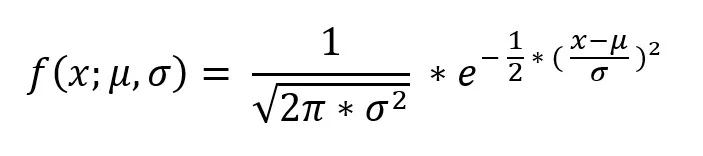 f(x; μ, σ) = 1/√(2π * σ²) * e^(-1/2 * ((x-μ)/σ)²)